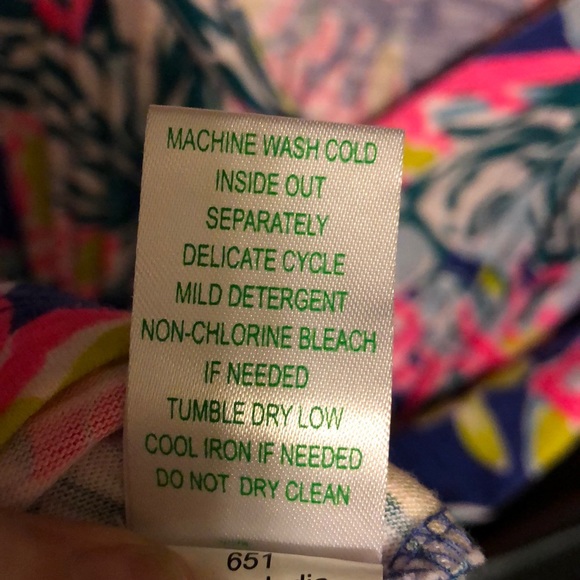 MACHINE WASH COLD
INSIDE OUT
SEPARATELY
DELICATE CYCLE
MILD DETERGENT
NON-CHLORINE BLEACH
IF NEEDED
TUMBLE DRY LOW
COOL IRON IF NEEDED
DO NOT DRY CLEAN
651